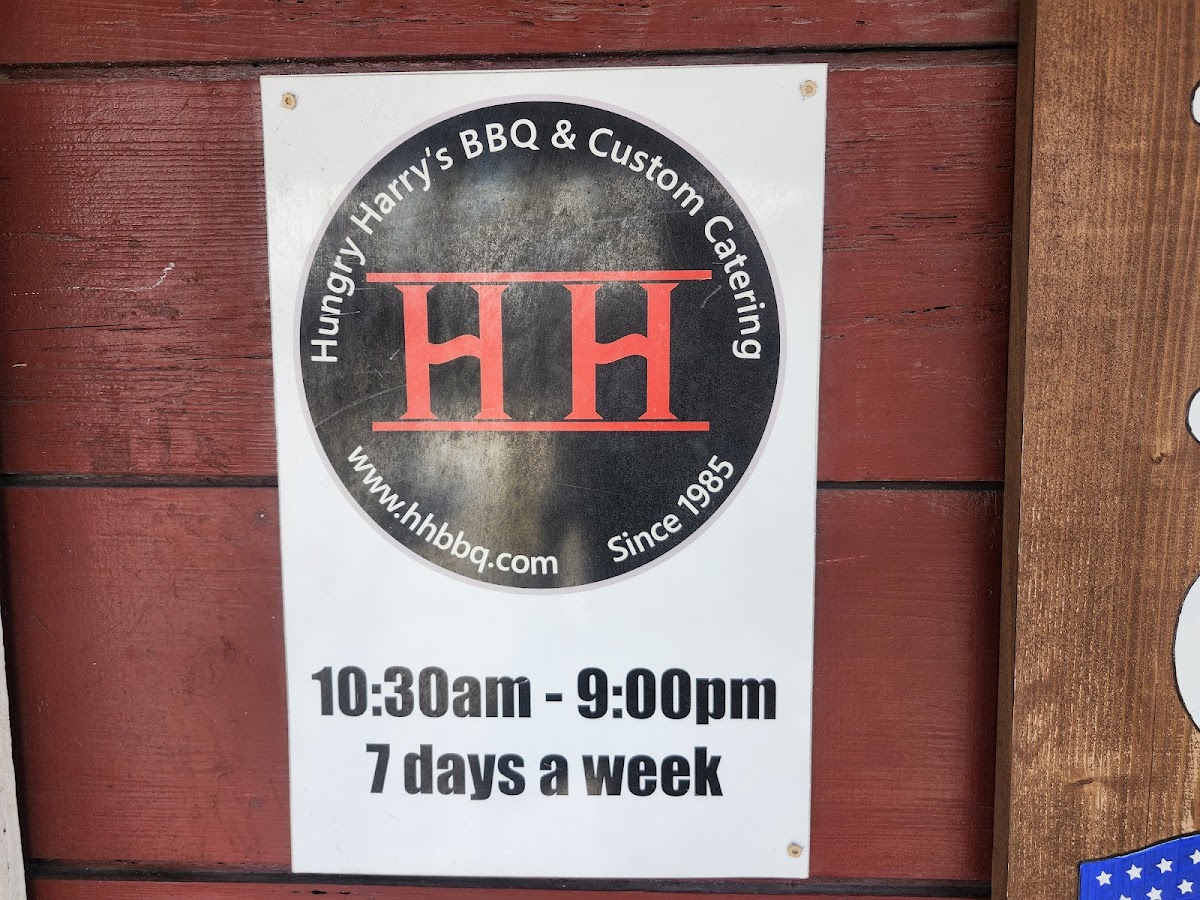 Hungry Harry's BBQ & Custom Catering
HH
www.hhbbq.com
Since 1985
10:30am - 9:00pm
7 days a week